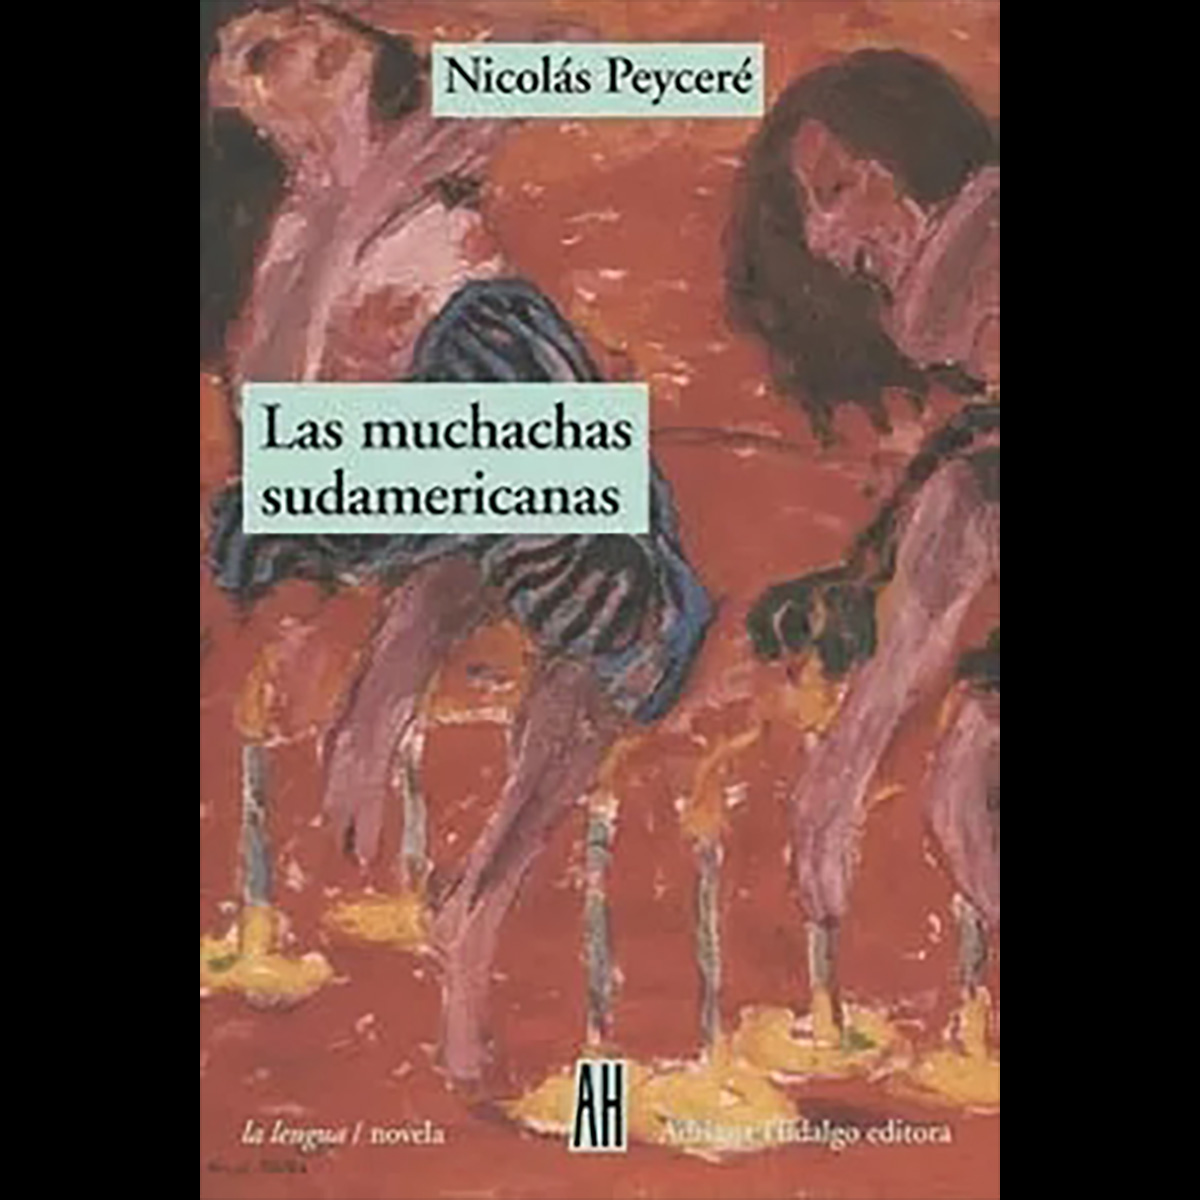 Nicolás Peyceré
Las muchachas
sudamericanas
AH
la lengua / novela
Adriana Hidalgo editora